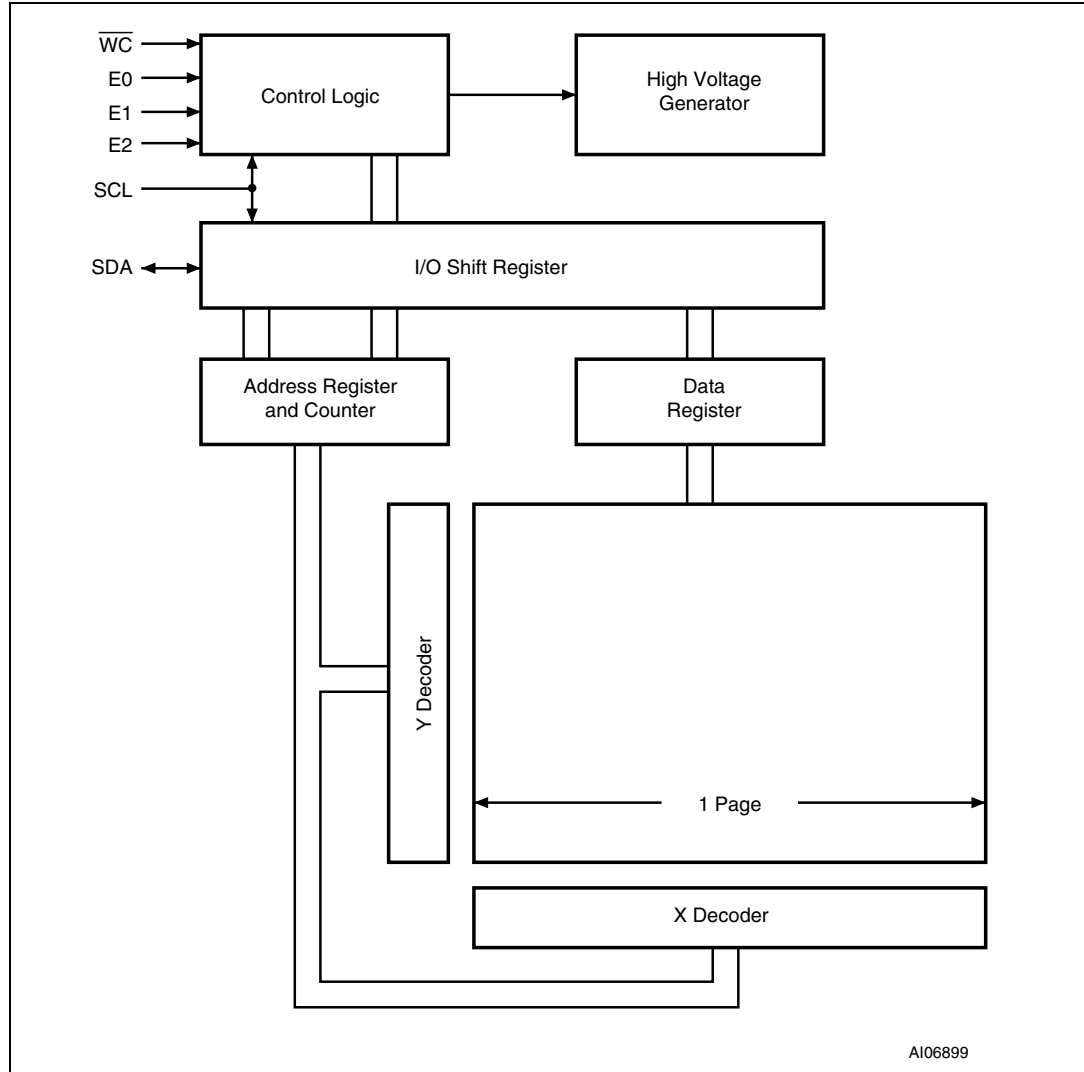 W̅C̅
E0
E1
E2
SCL
SDA
Control Logic
High Voltage
Generator
I/O Shift Register
Address Register
and Counter
Data
Register
Y Decoder
1 Page
X Decoder
AI06899